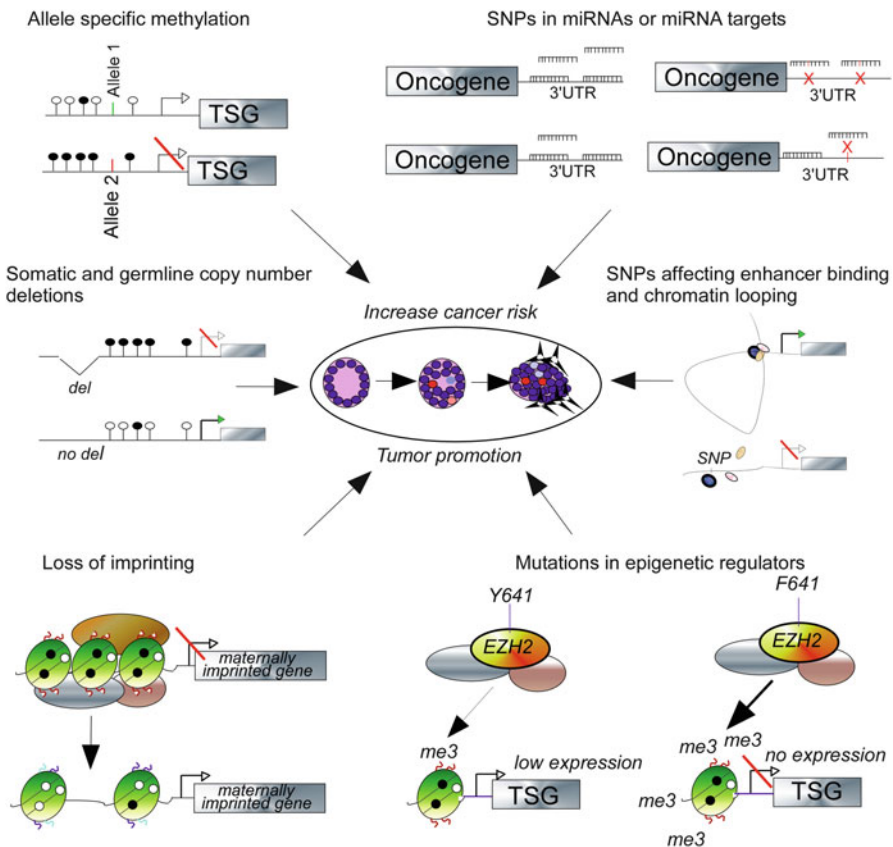 Allele specific methylation
Allele 1
TSG
Allele 2
TSG
SNPs in miRNAs or miRNA targets
Oncogene
3'UTR
Oncogene
3'UTR
Oncogene
3'UTR
Oncogene
3'UTR
Somatic and germline copy number
deletions
del
no del
Increase cancer risk
Tumor promotion
SNPs affecting enhancer binding
and chromatin looping
SNP
Loss of imprinting
maternally
imprinted gene
maternally
imprinted gene
Mutations in epigenetic regulators
Y641
EZH2
me3
low expression
TSG
F641
EZH2
me3
me3
no expression
me3
TSG
me3